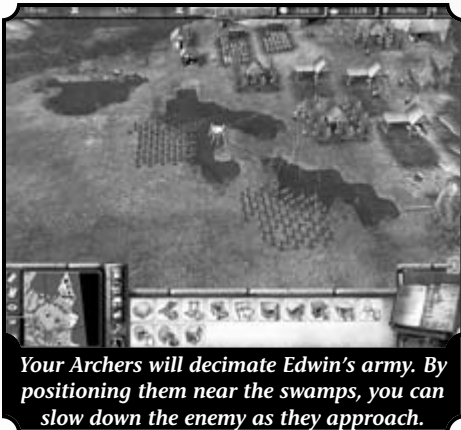 Your Archers will decimate Edwin's army. By
positioning them near the swamps, you can
slow down the enemy as they approach.